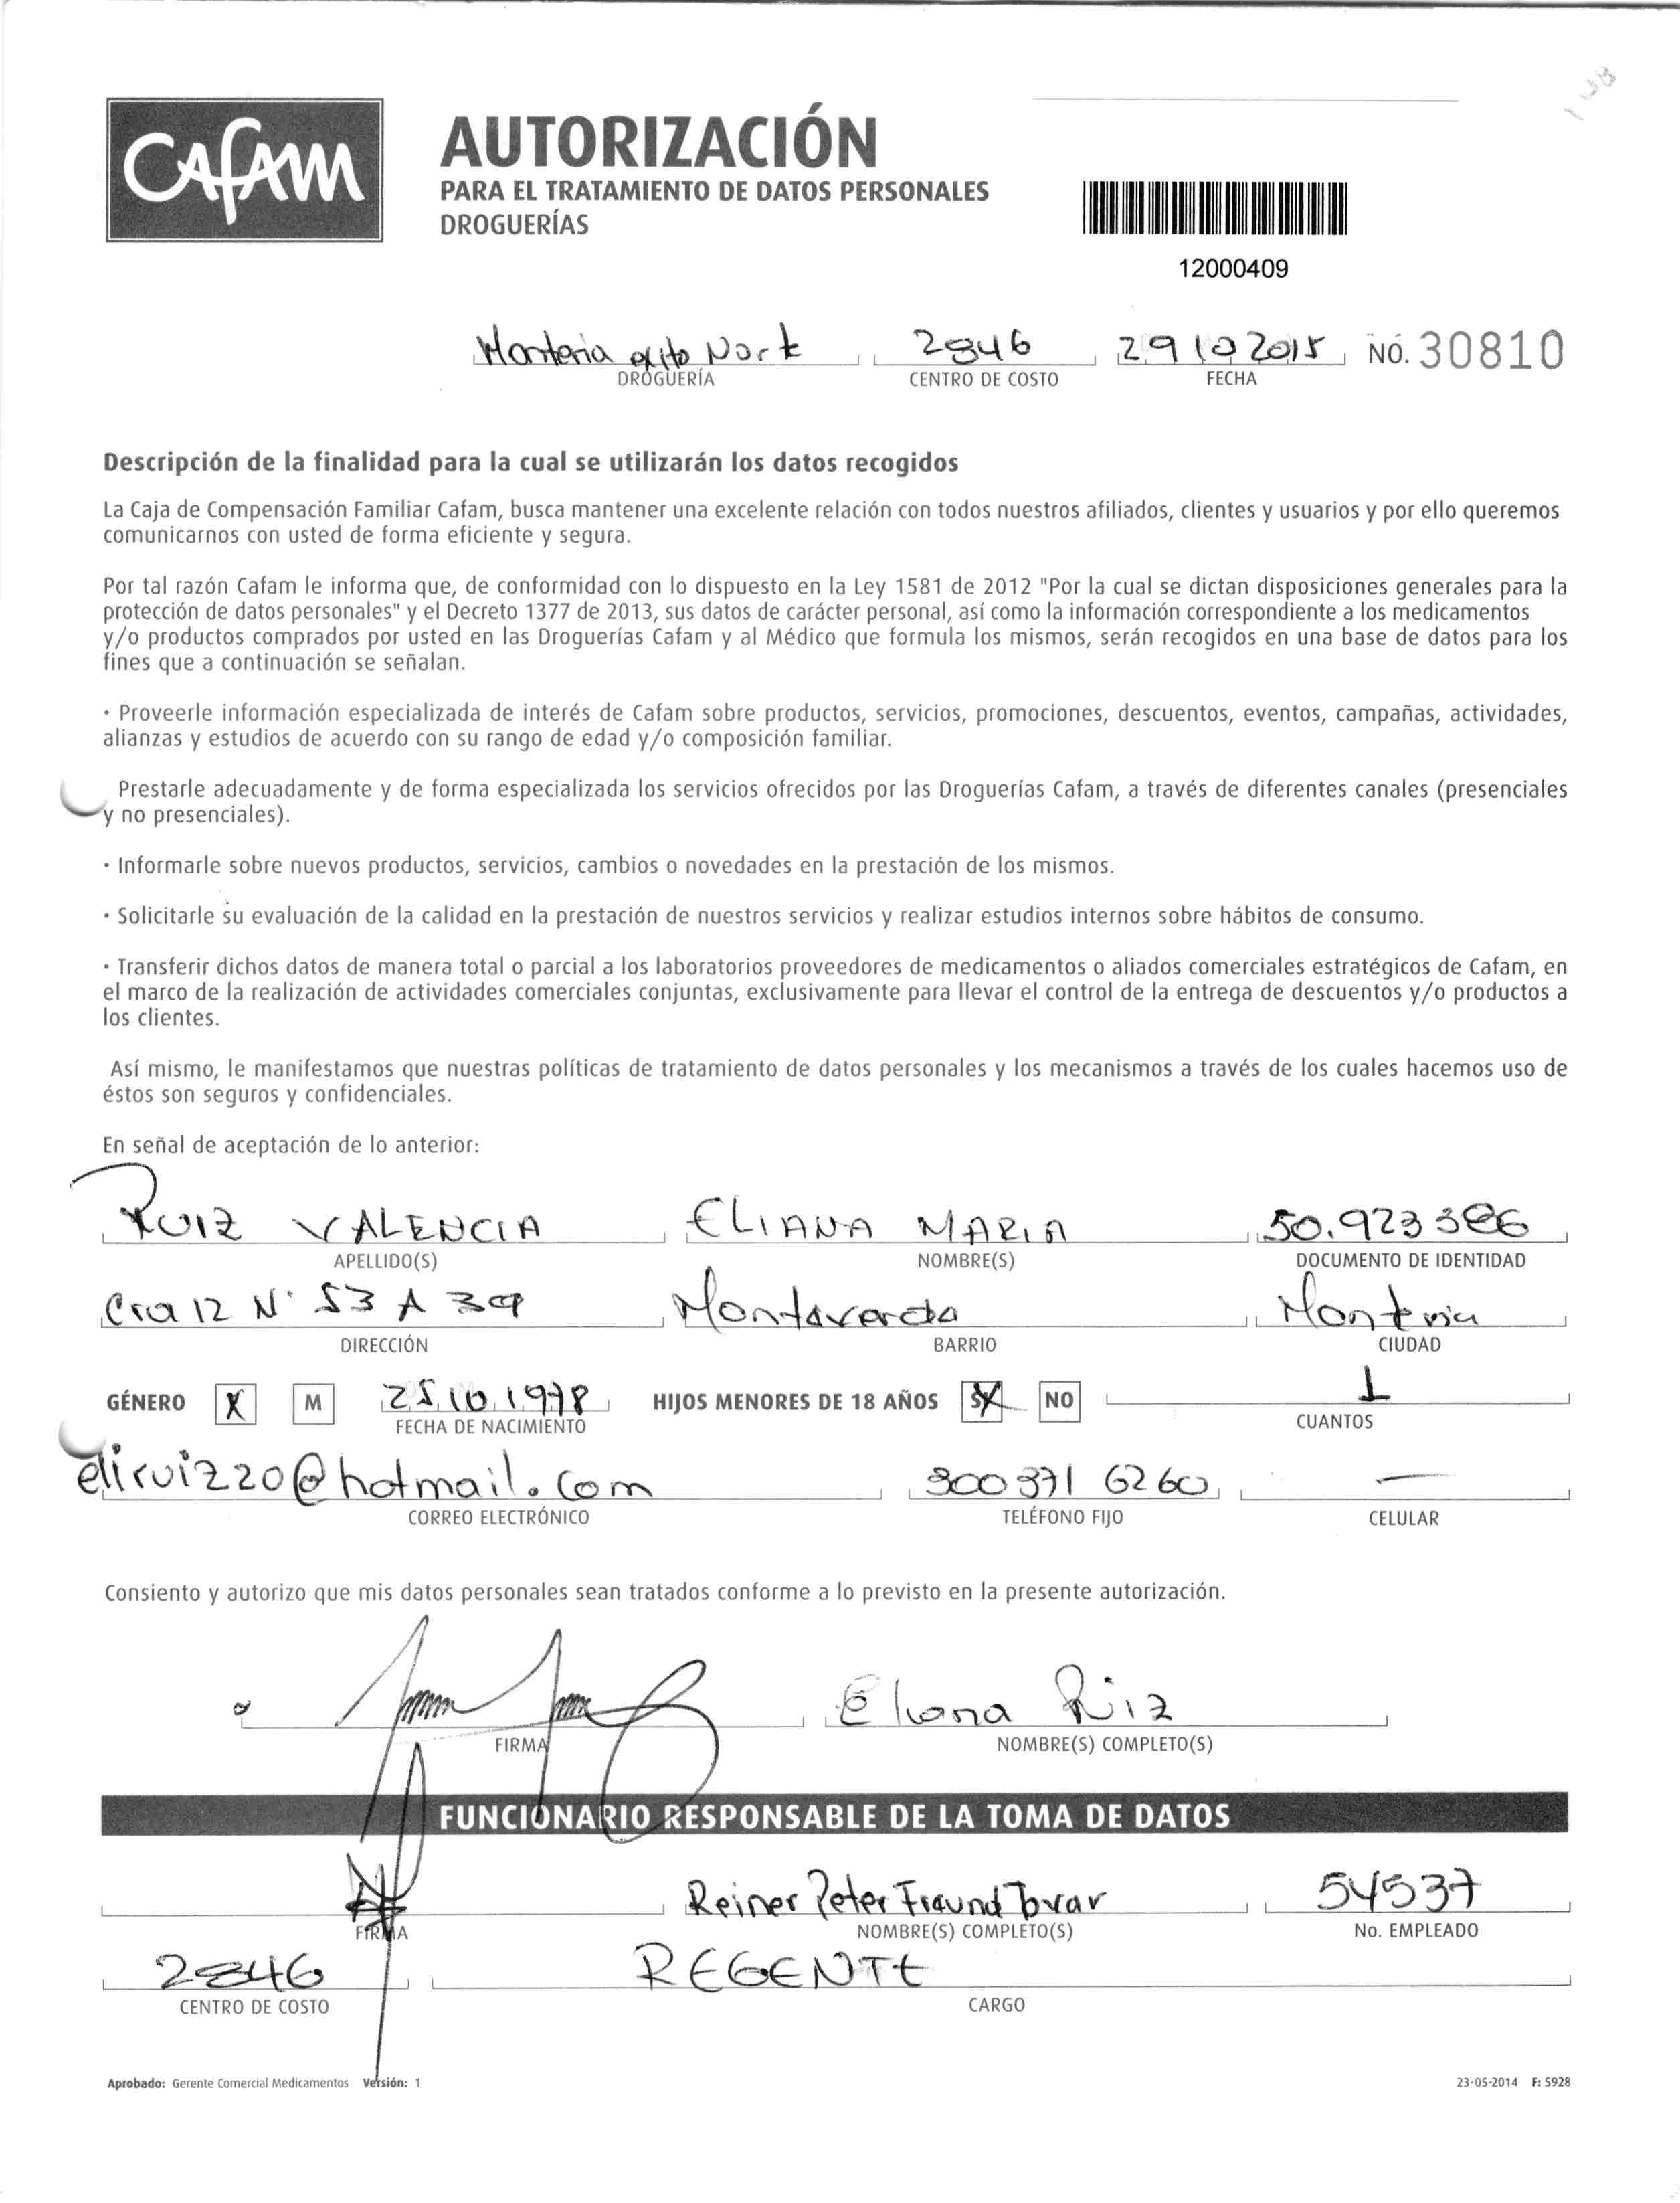 Cafam
AUTORIZACIÓN
PARA EL TRATAMIENTO DE DATOS PERSONALES
DROGUERÍAS
12000409
Monteria exito Norte 2846 29 10 2015 NO. 30810
DROGUERÍA CENTRO DE COSTO FECHA
Descripción de la finalidad para la cual se utilizarán los datos recogidos
La Caja de Compensación Familiar Cafam, busca mantener una excelente relación con todos nuestros afiliados, clientes y usuarios y por ello queremos
comunicarnos con usted de forma eficiente y segura.
Por tal razón Cafam le informa que, de conformidad con lo dispuesto en la Ley 1581 de 2012 "Por la cual se dictan disposiciones generales para la
protección de datos personales" y el Decreto 1377 de 2013, sus datos de carácter personal, así como la información correspondiente a los medicamentos
y/o productos comprados por usted en las Droguerías Cafam y al Médico que formula los mismos, serán recogidos en una base de datos para los
fines que a continuación se señalan.
· Proveerle información especializada de interés de Cafam sobre productos, servicios, promociones, descuentos, eventos, campañas, actividades,
alianzas y estudios de acuerdo con su rango de edad y/o composición familiar.
Prestarle adecuadamente y de forma especializada los servicios ofrecidos por las Droguerías Cafam, a través de diferentes canales (presenciales
y no presenciales).
· Informarle sobre nuevos productos, servicios, cambios o novedades en la prestación de los mismos.
· Solicitarle su evaluación de la calidad en la prestación de nuestros servicios y realizar estudios internos sobre hábitos de consumo.
· Transferir dichos datos de manera total o parcial a los laboratorios proveedores de medicamentos o aliados comerciales estratégicos de Cafam, en
el marco de la realización de actividades comerciales conjuntas, exclusivamente para llevar el control de la entrega de descuentos y/o productos a
los clientes.
Así mismo, le manifestamos que nuestras políticas de tratamiento de datos personales y los mecanismos a través de los cuales hacemos uso de
éstos son seguros y confidenciales.
En señal de aceptación de lo anterior:
RUIZ VALENCIA ELIANA MARIA 50.923386
APELLIDO(S) NOMBRE(S) DOCUMENTO DE IDENTIDAD
Cra 12 N° 53 A 39 Montaverde Monteria
DIRECCIÓN BARRIO CIUDAD
GÉNERO X M 25 10 1978 HIJOS MENORES DE 18 AÑOS SI X NO 1
FECHA DE NACIMIENTO CUANTOS
eliruiz20@hotmail.com 300 371 6260 —
CORREO ELECTRÓNICO TELÉFONO FIJO CELULAR
Consiento y autorizo que mis datos personales sean tratados conforme a lo previsto en la presente autorización.
Eliana Ruiz
FIRMA NOMBRE(S) COMPLETO(S)
FUNCIONARIO RESPONSABLE DE LA TOMA DE DATOS
Reiner Peter Fraund Tovar 54537
FIRMA NOMBRE(S) COMPLETO(S) No. EMPLEADO
2846 REGENTE
CENTRO DE COSTO CARGO
Aprobado: Gerente Comercial Medicamentos Versión: 1 23-05-2014 F: 5928